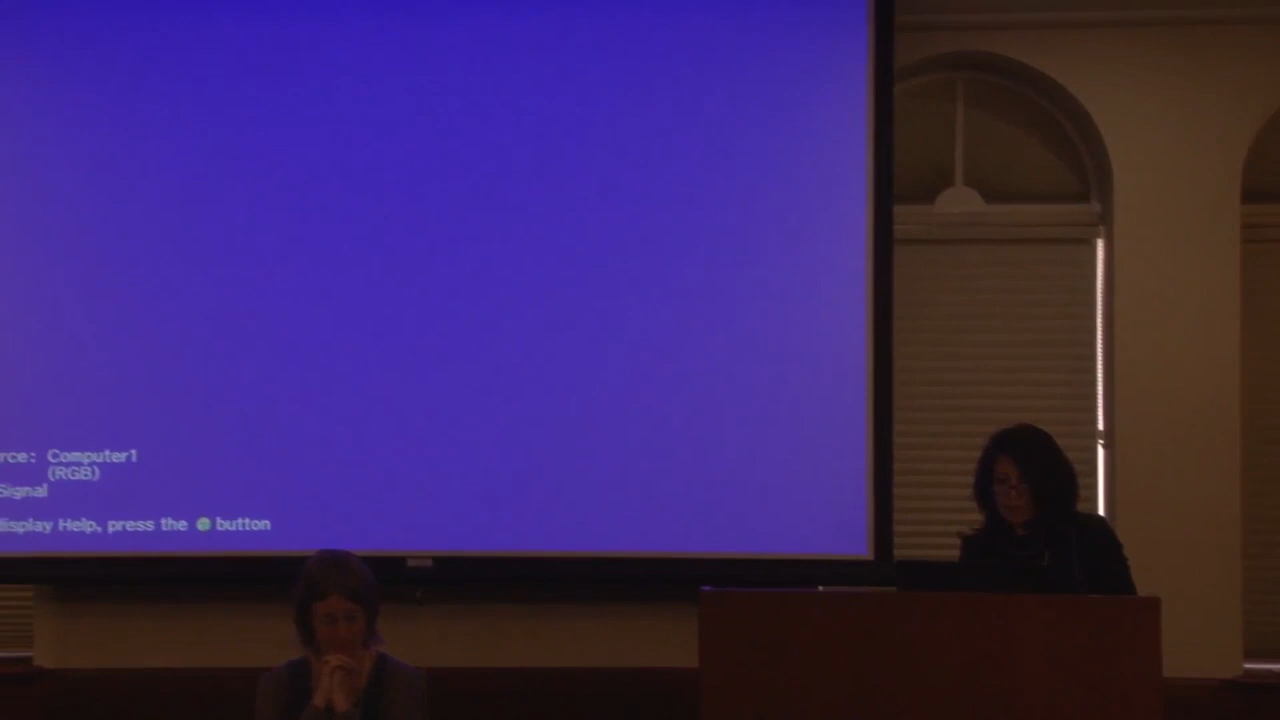 rce: Computer1
(RGB)
Signal
display Help, press the button